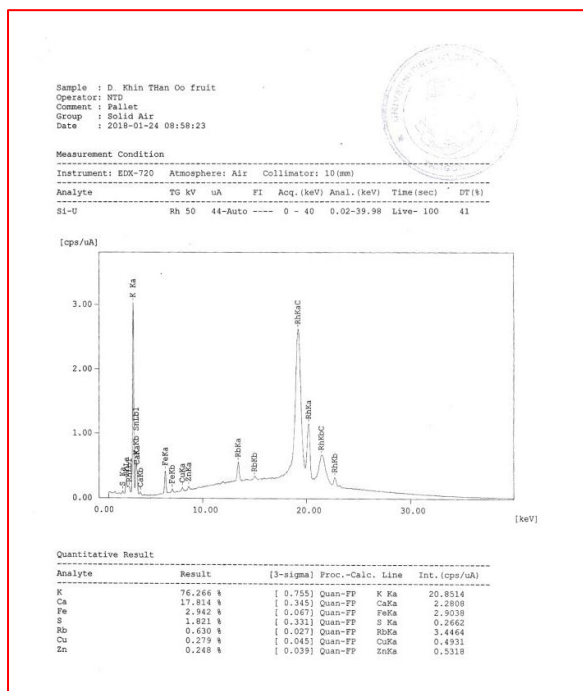 Sample : D. Khin THan Oo fruit
Operator: NTD
Comment : Pallet
Group : Solid Air
Date : 2018-01-24 08:58:23
Measurement Condition
Instrument: EDX-720 Atmosphere: Air Collimator: 10(mm)
Analyte TG kV uA FI Acq.(keV) Anal.(keV) Time(sec) DT(%)
Si-U Rh 50 44-Auto ---- 0 - 40 0.02-39.98 Live- 100 41
[cps/uA]
K Ka
3.00
RhKaC
2.00
SnLb1
RhKa
1.00
CaKb
FeKa
FeKb
CuKa
ZnKa
RbKa
RbKb
RhKbC
RhKb
S Ka
0.00
0.00 10.00 20.00 30.00
[keV]
Quantitative Result
Analyte Result [3-sigma] Proc.-Calc. Line Int.(cps/uA)
K 76.266 % [ 0.755] Quan-FP K Ka 20.8514
Ca 17.814 % [ 0.345] Quan-FP CaKa 2.2808
Fe 2.942 % [ 0.067] Quan-FP FeKa 2.9038
S 1.821 % [ 0.331] Quan-FP S Ka 0.2662
Rb 0.630 % [ 0.027] Quan-FP RbKa 3.4464
Cu 0.279 % [ 0.045] Quan-FP CuKa 0.4931
Zn 0.248 % [ 0.039] Quan-FP ZnKa 0.5318